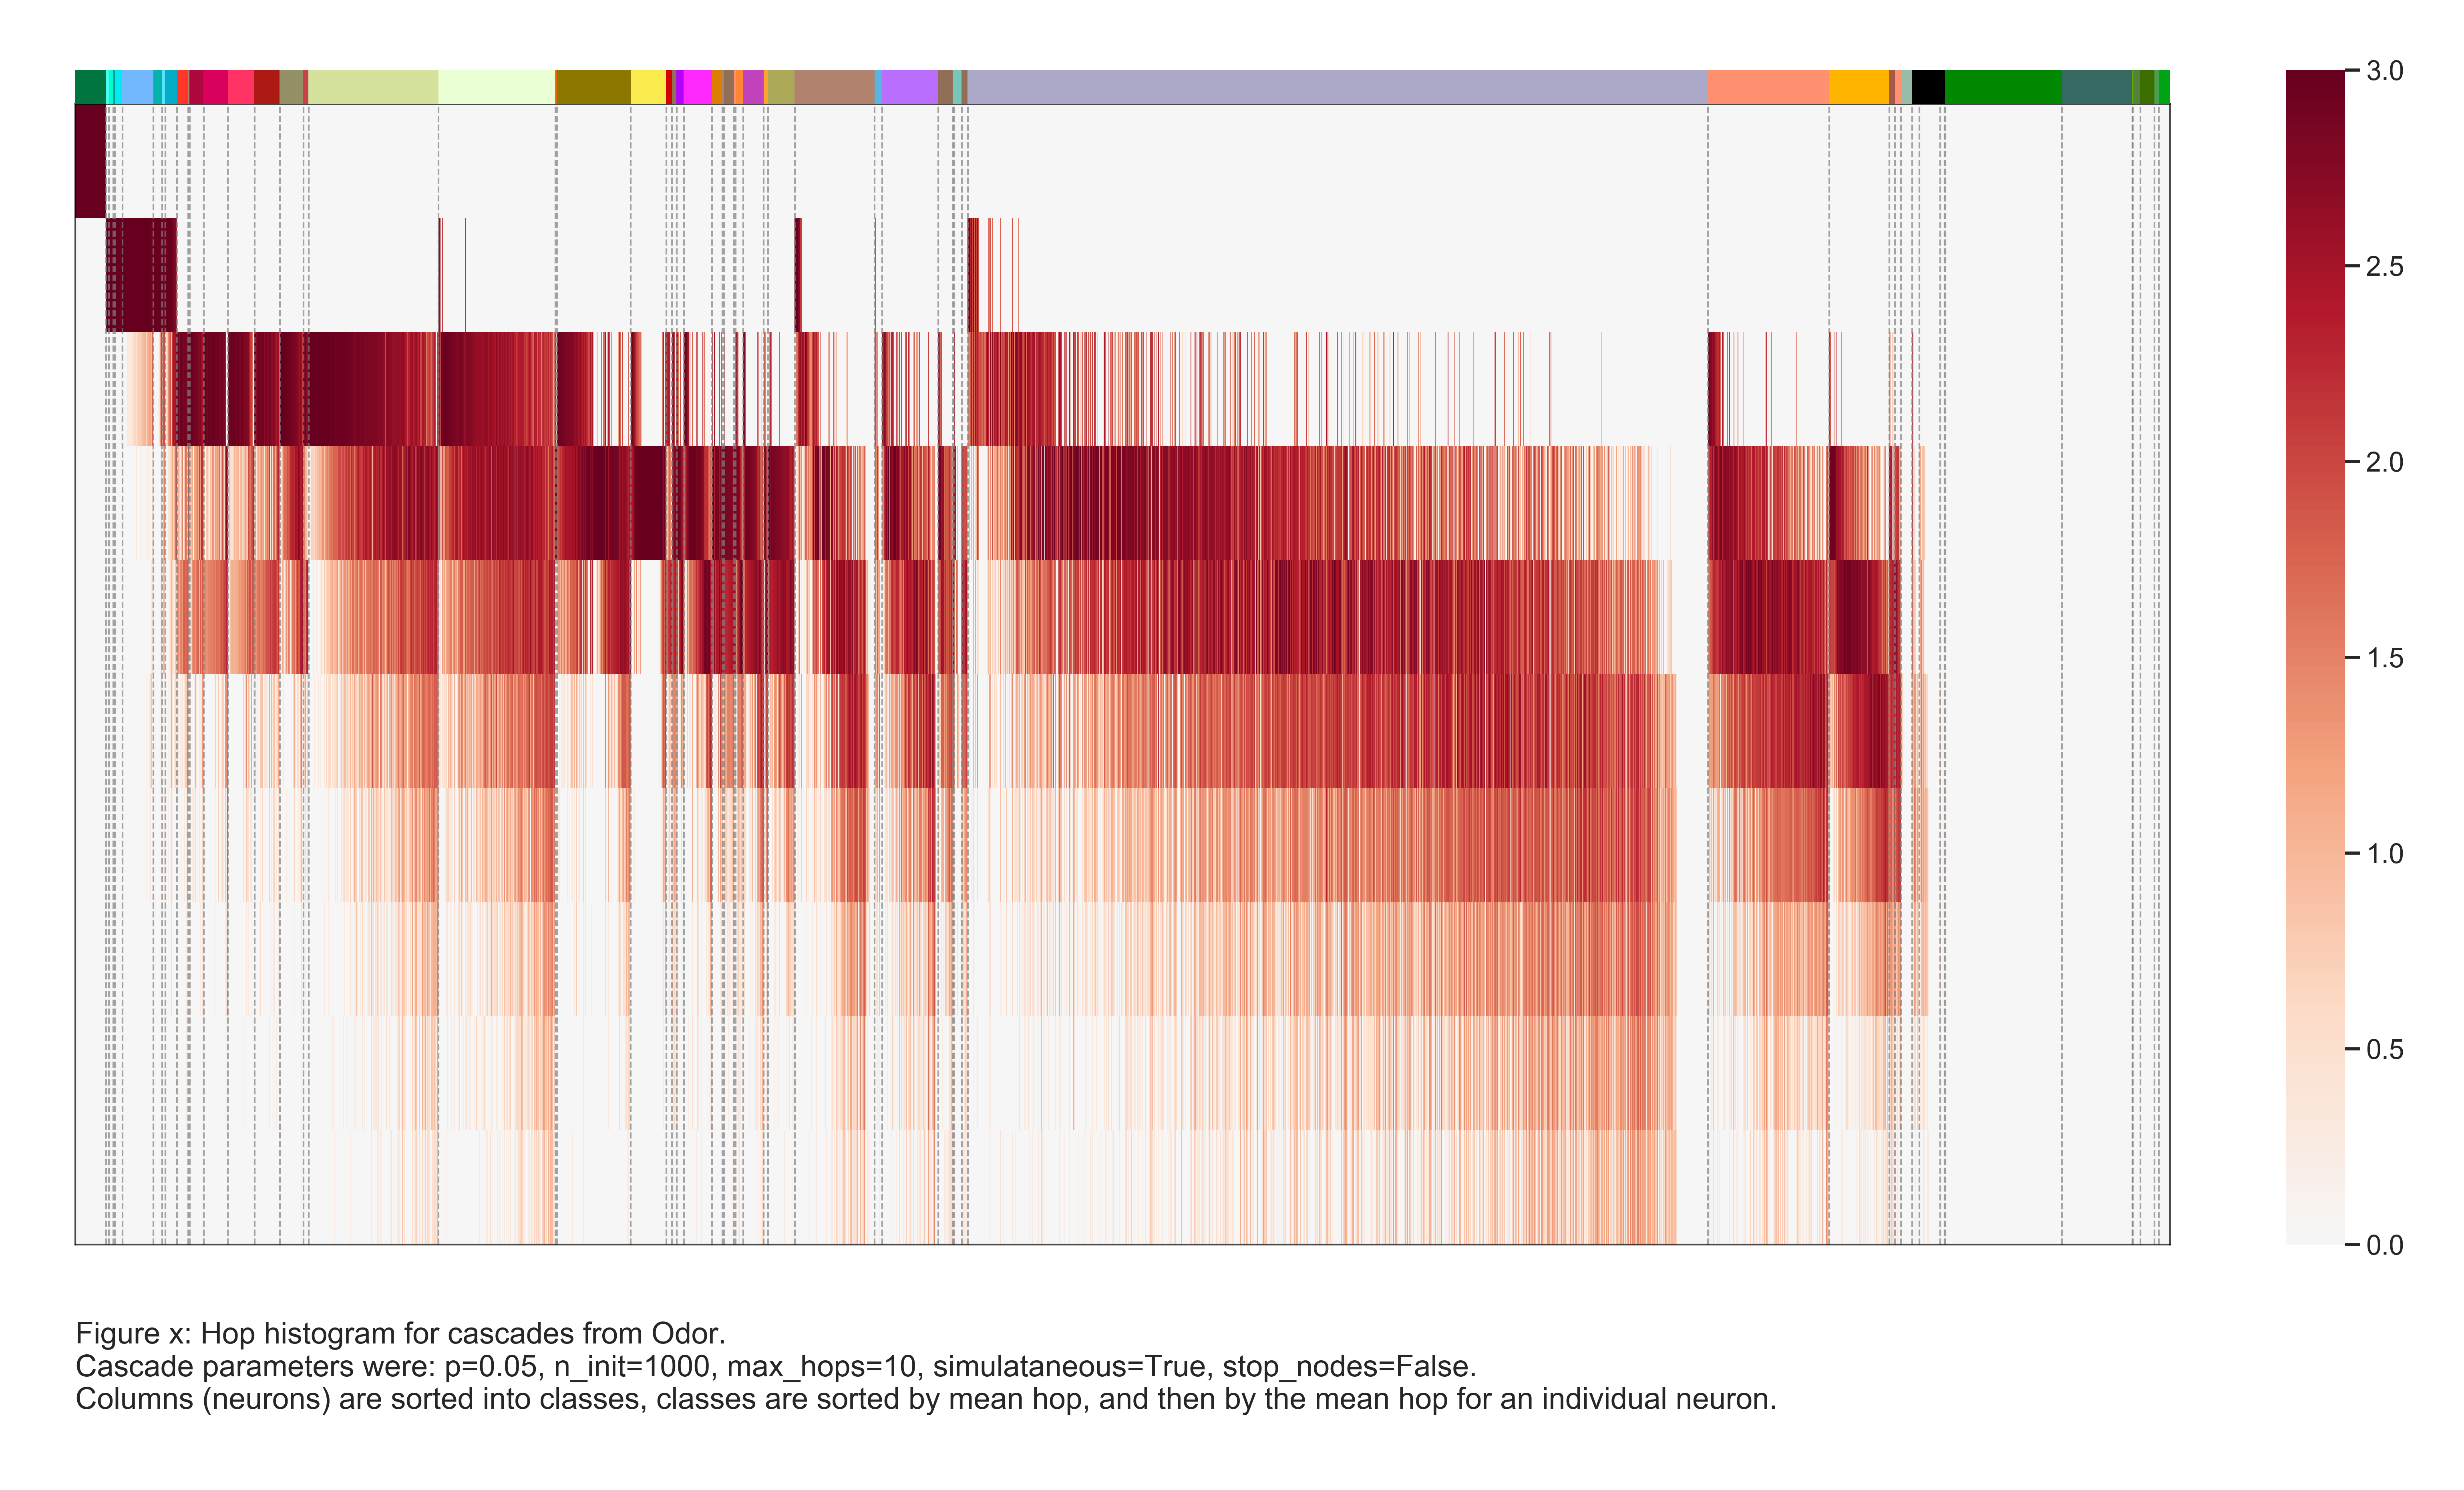 3.0
2.5
2.0
1.5
1.0
0.5
0.0
Figure x: Hop histogram for cascades from Odor.
Cascade parameters were: p=0.05, n_init=1000, max_hops=10, simulataneous=True, stop_nodes=False.
Columns (neurons) are sorted into classes, classes are sorted by mean hop, and then by the mean hop for an individual neuron.